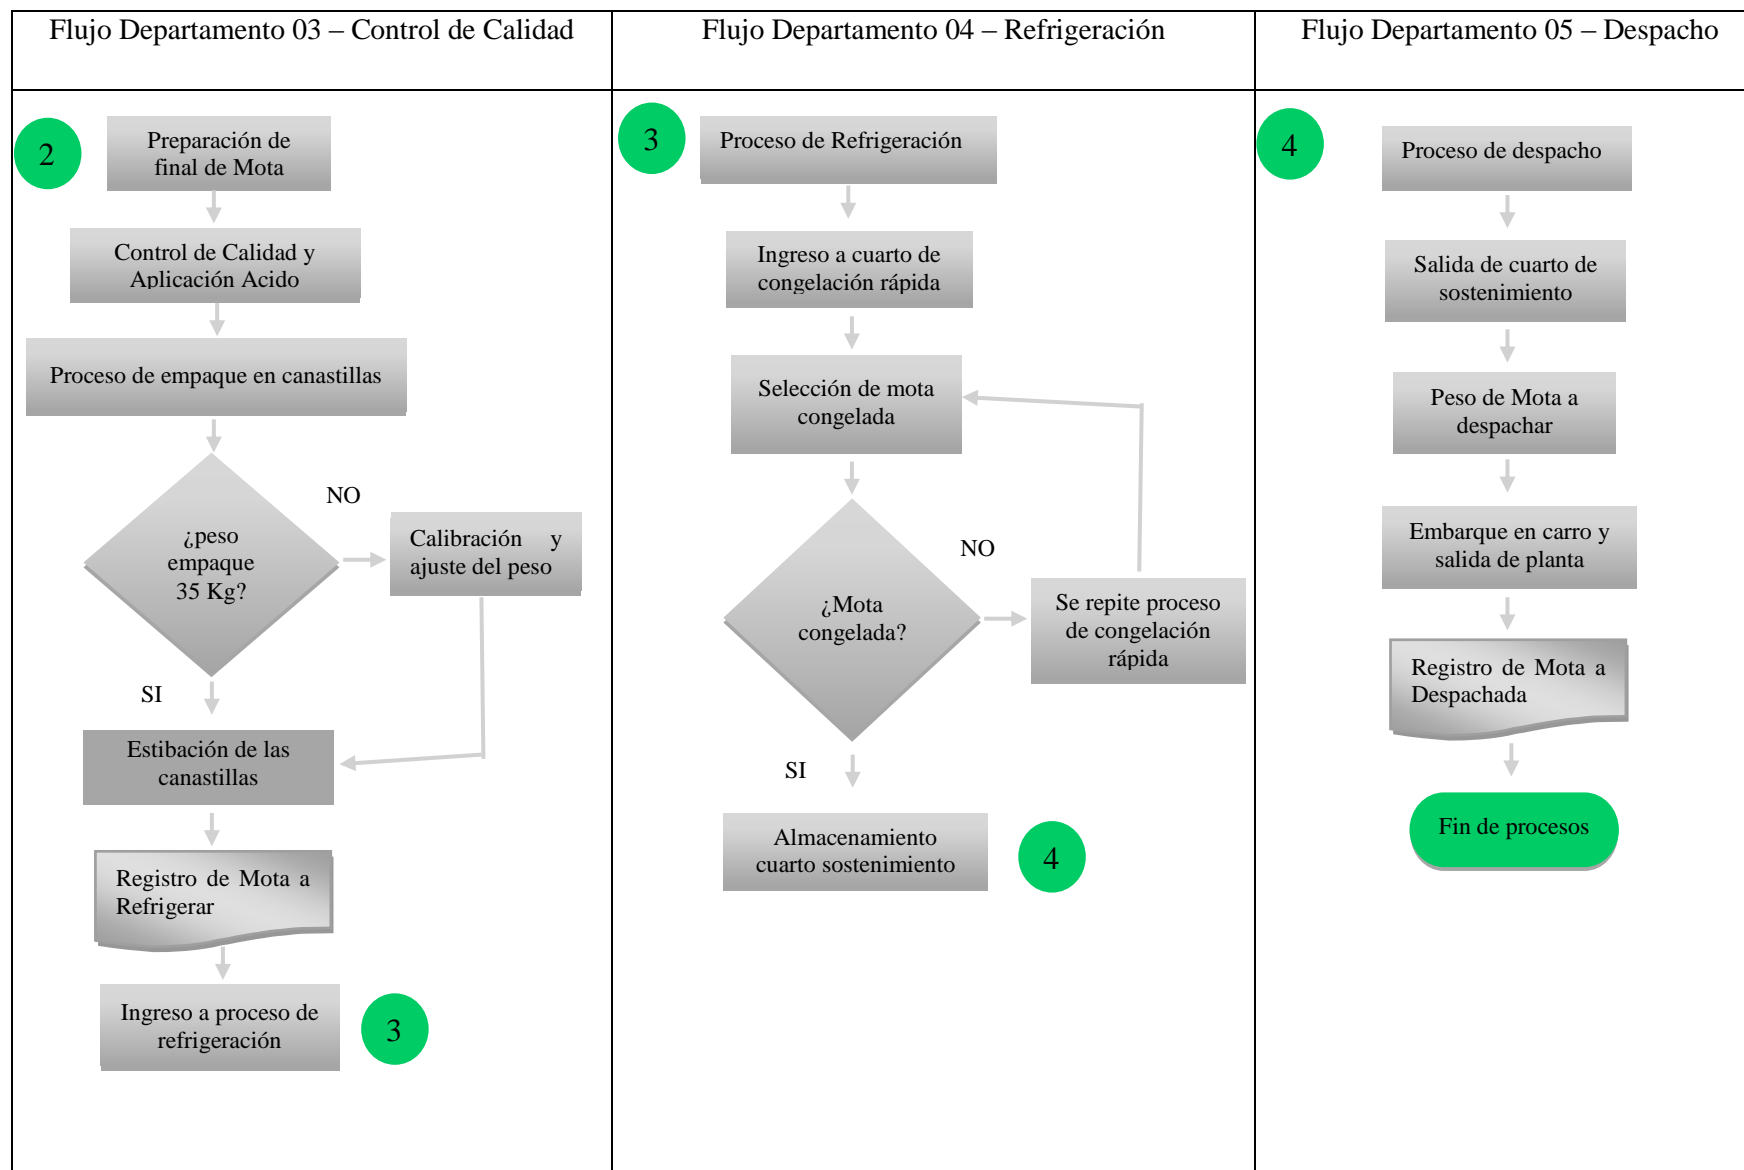 Flujo Departamento 03 – Control de Calidad
Flujo Departamento 04 – Refrigeración
Flujo Departamento 05 – Despacho
2
Preparación de
final de Mota
Control de Calidad y
Aplicación Acido
Proceso de empaque en canastillas
¿peso
empaque
35 Kg?
NO
Calibración y
ajuste del peso
SI
Estibación de las
canastillas
Registro de Mota a
Refrigerar
Ingreso a proceso de
refrigeración
3
3
Proceso de Refrigeración
Ingreso a cuarto de
congelación rápida
Selección de mota
congelada
¿Mota
congelada?
NO
Se repite proceso
de congelación
rápida
SI
Almacenamiento
cuarto sostenimiento
4
4
Proceso de despacho
Salida de cuarto de
sostenimiento
Peso de Mota a
despachar
Embarque en carro y
salida de planta
Registro de Mota a
Despachada
Fin de procesos